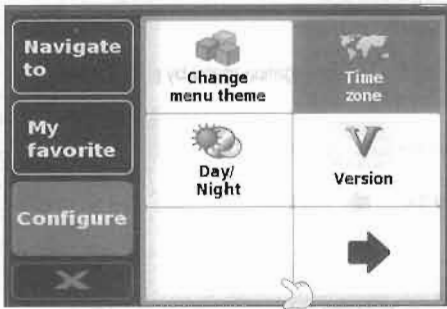 Navigate
to
My
favorite
Configure
Change
menu theme
Time
zone
Day/
Night
V
Version